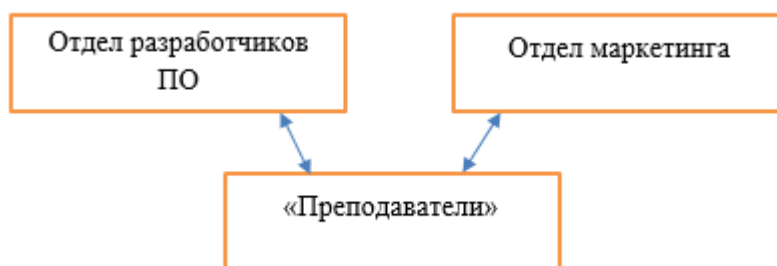 Отдел разработчиков
ПО
Отдел маркетинга
«Преподаватели»